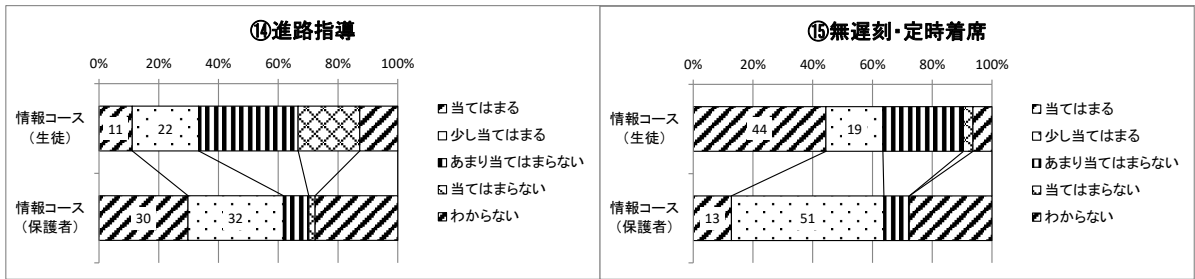 ⑭進路指導
0% 20% 40% 60% 80% 100%
情報コース
(生徒)
11 22
情報コース
(保護者)
30 32
当てはまる
少し当てはまる
あまり当てはまらない
当てはまらない
わからない
⑮無遅刻・定時着席
0% 20% 40% 60% 80% 100%
情報コース
(生徒)
44 19
情報コース
(保護者)
13 51
当てはまる
少し当てはまる
あまり当てはまらない
当てはまらない
わからない